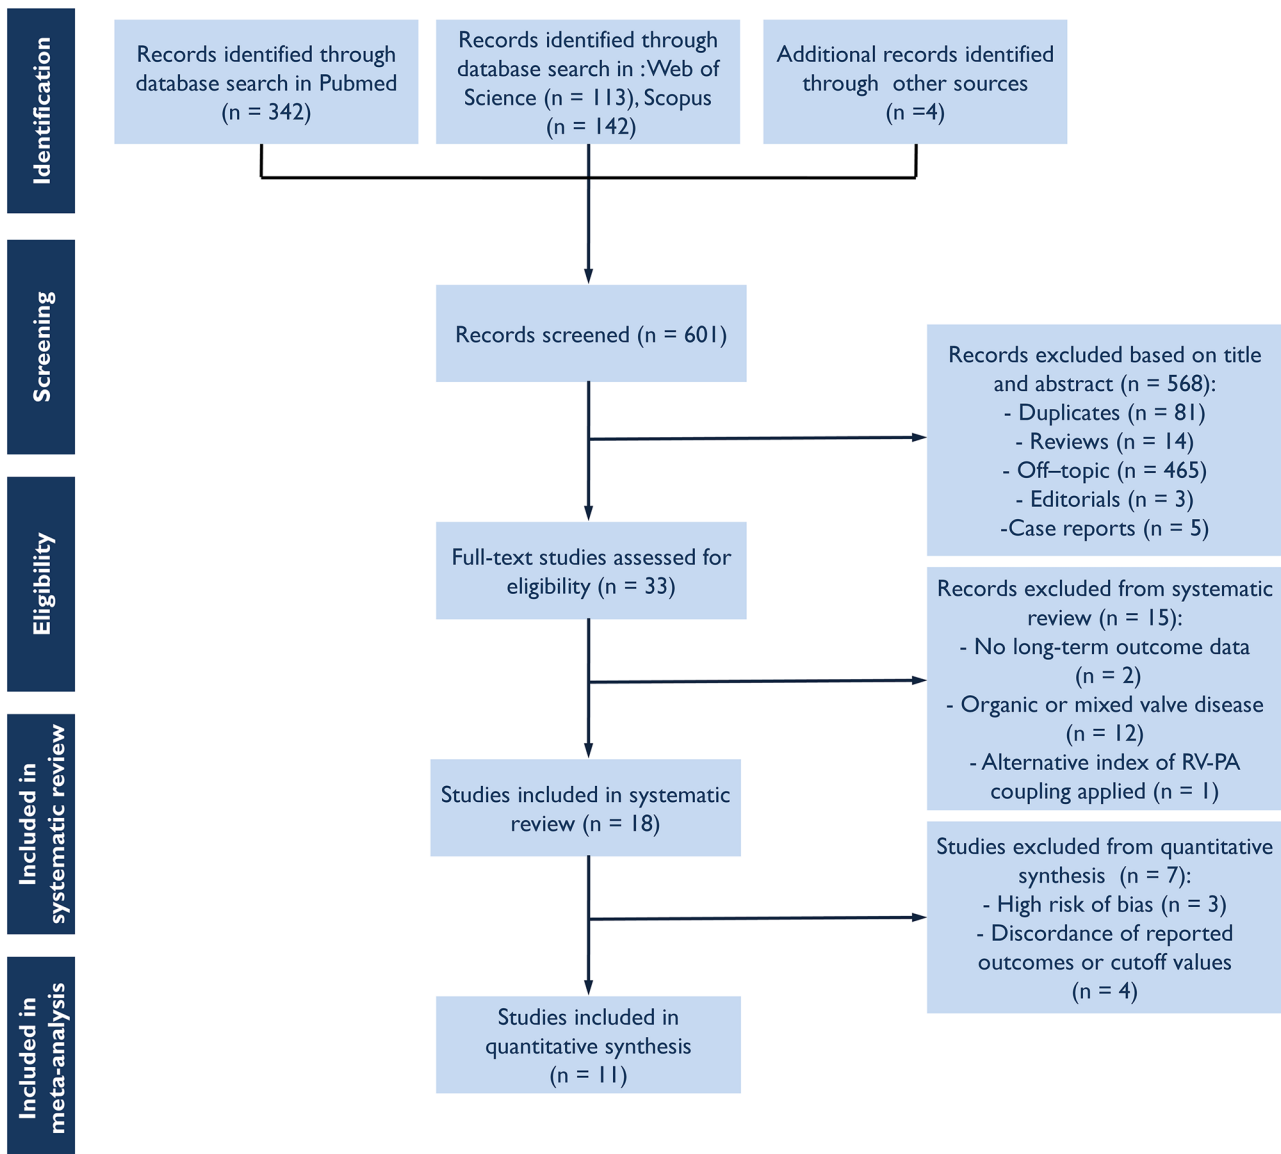 Identification
Records identified through
database search in Pubmed
(n = 342)
Records identified through
database search in :Web of
Science (n = 113), Scopus
(n = 142)
Additional records identified
through other sources
(n =4)
Screening
Records screened (n = 601)
Records excluded based on title
and abstract (n = 568):
- Duplicates (n = 81)
- Reviews (n = 14)
- Off–topic (n = 465)
- Editorials (n = 3)
-Case reports (n = 5)
Eligibility
Full-text studies assessed for
eligibility (n = 33)
Records excluded from systematic
review (n = 15):
- No long-term outcome data
(n = 2)
- Organic or mixed valve disease
(n = 12)
- Alternative index of RV-PA
coupling applied (n = 1)
Included in
systematic review
Studies included in systematic
review (n = 18)
Studies excluded from quantitative
synthesis (n = 7):
- High risk of bias (n = 3)
- Discordance of reported
outcomes or cutoff values
(n = 4)
Included in
meta-analysis
Studies included in
quantitative synthesis
(n = 11)